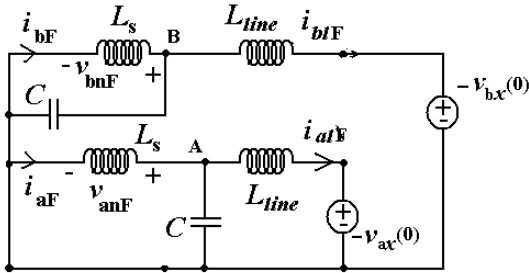 i_bF L_s B L_line i_blF
- v_bnF +
C
+ - -v_bx(0)
L_s A i_alF
i_aF - v_anF + L_line
C
+ - -v_ax(0)